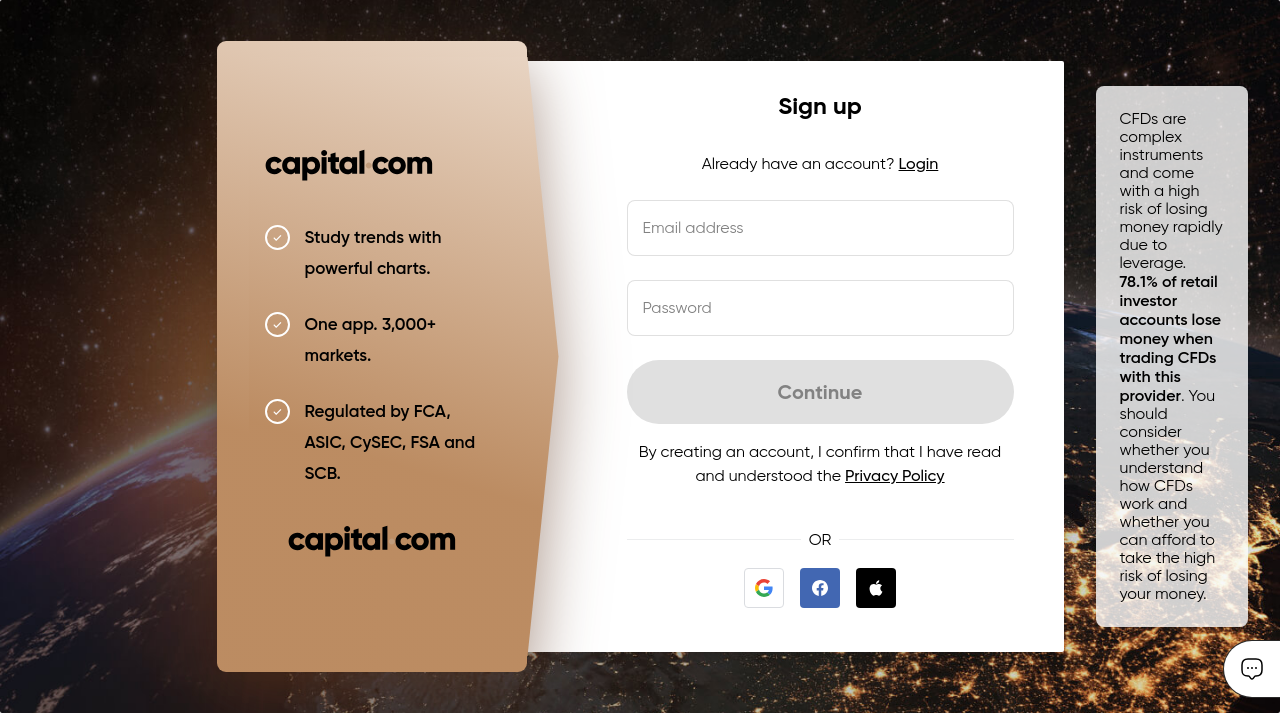 capital com
Study trends with
powerful charts.
One app. 3,000+
markets.
Regulated by FCA,
ASIC, CySEC, FSA and
SCB.
capital com
Sign up
Already have an account? Login
Email address
Password
Continue
By creating an account, I confirm that I have read
and understood the Privacy Policy
OR
CFDs are
complex
instruments
and come
with a high
risk of losing
money rapidly
due to
leverage.
78.1% of retail
investor
accounts lose
money when
trading CFDs
with this
provider. You
should
consider
whether you
understand
how CFDs
work and
whether you
can afford to
take the high
risk of losing
your money.